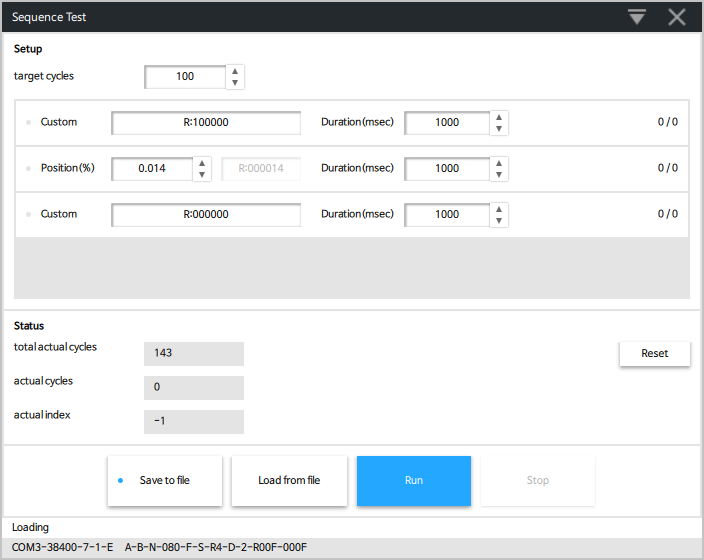 Sequence Test
Setup
target cycles 100
Custom R:100000 Duration(msec) 1000 0 / 0
Position(%) 0.014 R:000014 Duration(msec) 1000 0 / 0
Custom R:000000 Duration(msec) 1000 0 / 0
Status
total actual cycles 143 Reset
actual cycles 0
actual index -1
Save to file Load from file Run Stop
Loading
COM3-38400-7-1-E A-B-N-080-F-S-R4-D-2-R00F-000F